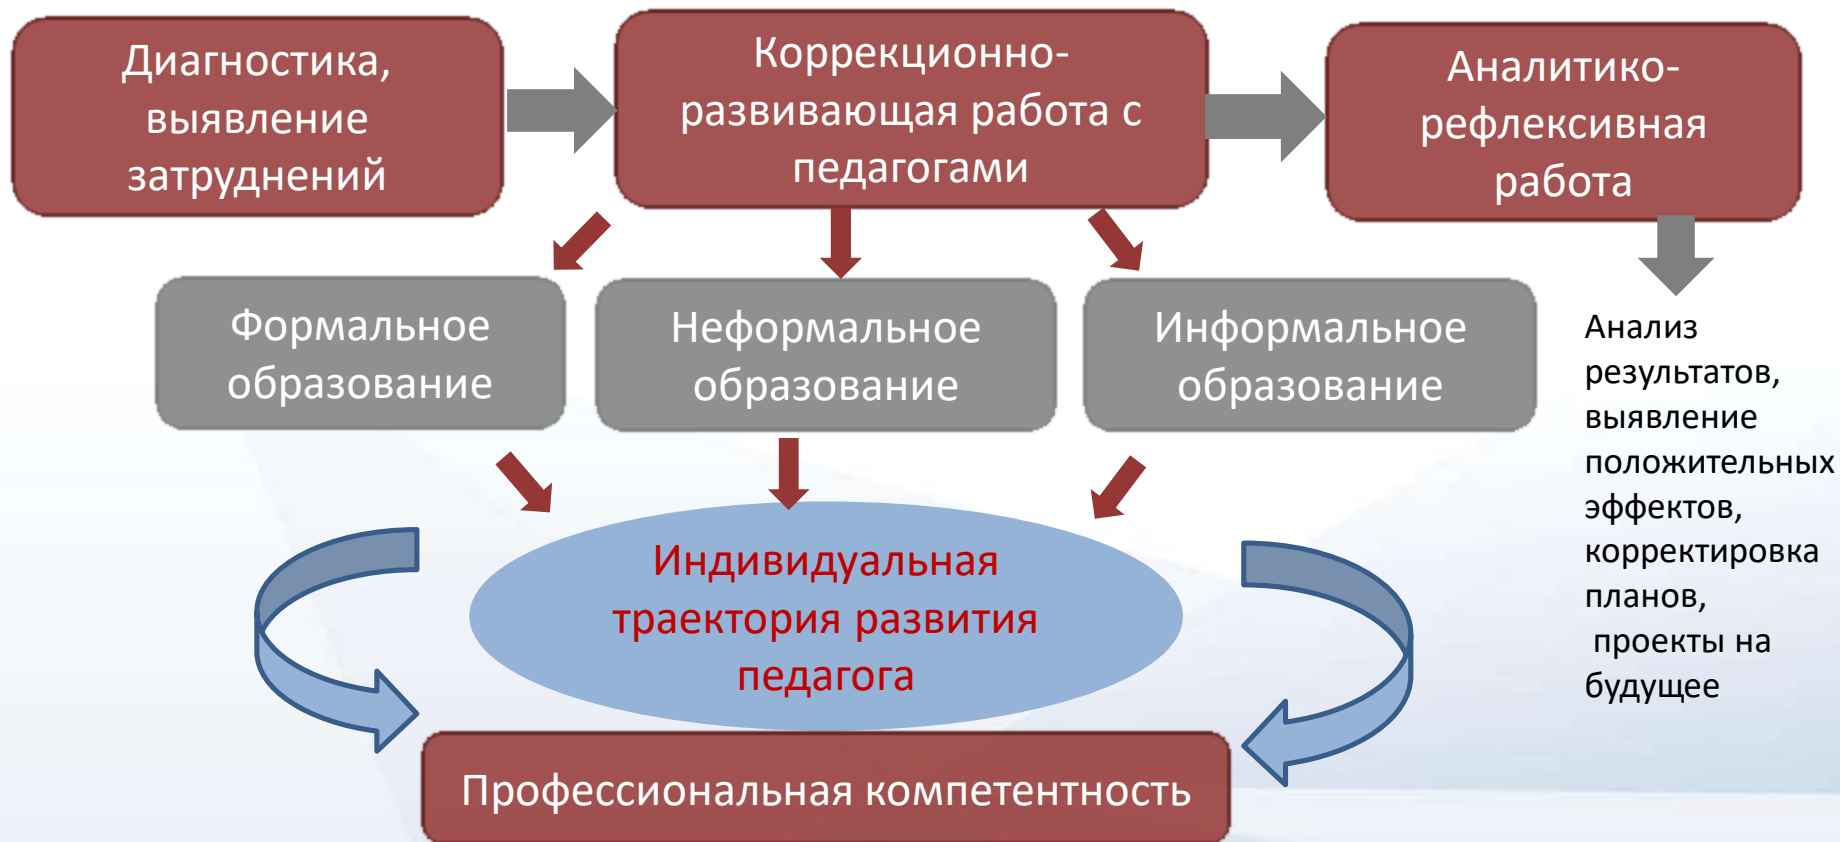 Диагностика,
выявление
затруднений
Коррекционно-
развивающая работа с
педагогами
Аналитико-
рефлексивная
работа
Формальное
образование
Неформальное
образование
Информальное
образование
Анализ
результатов,
выявление
положительных
эффектов,
корректировка
планов,
проекты на
будущее
Индивидуальная
траектория развития
педагога
Профессиональная компетентность